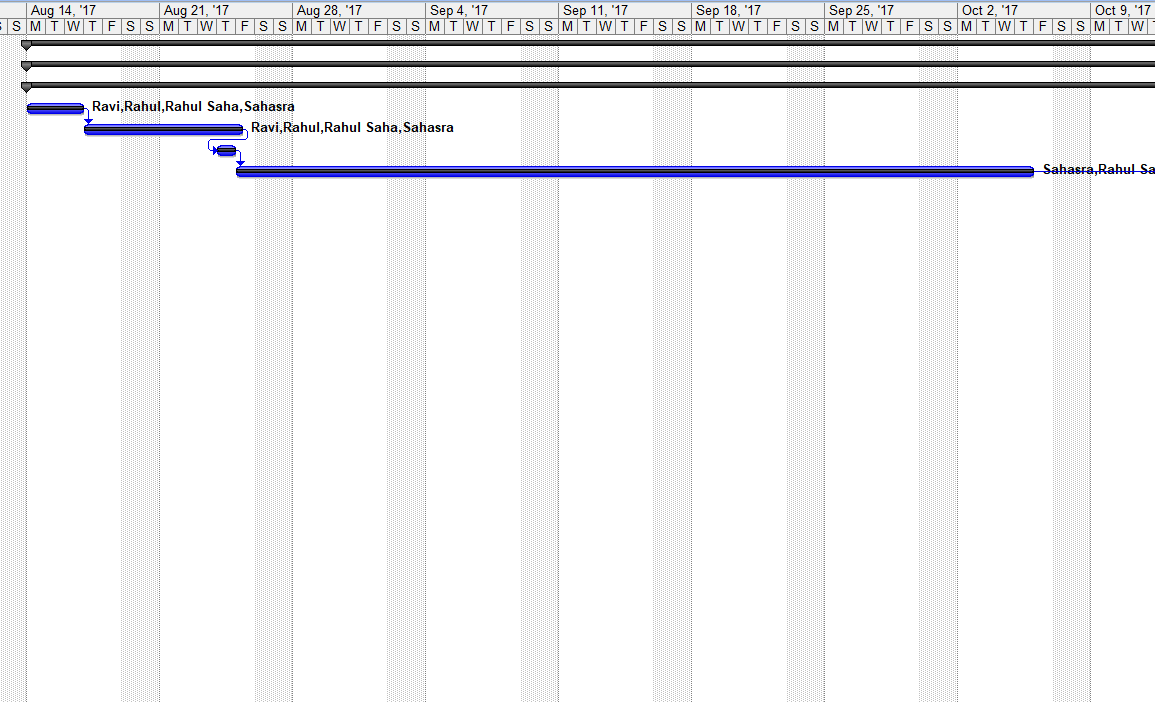 Aug 14, '17 Aug 21, '17 Aug 28, '17 Sep 4, '17 Sep 11, '17 Sep 18, '17 Sep 25, '17 Oct 2, '17 Oct 9, '17
S M T W T F S S M T W T F S S M T W T F S S M T W T F S S M T W T F S S M T W T F S S M T W T F S S M T W T F S S M T W
Ravi,Rahul,Rahul Saha,Sahasra
Ravi,Rahul,Rahul Saha,Sahasra
Sahasra,Rahul Sa